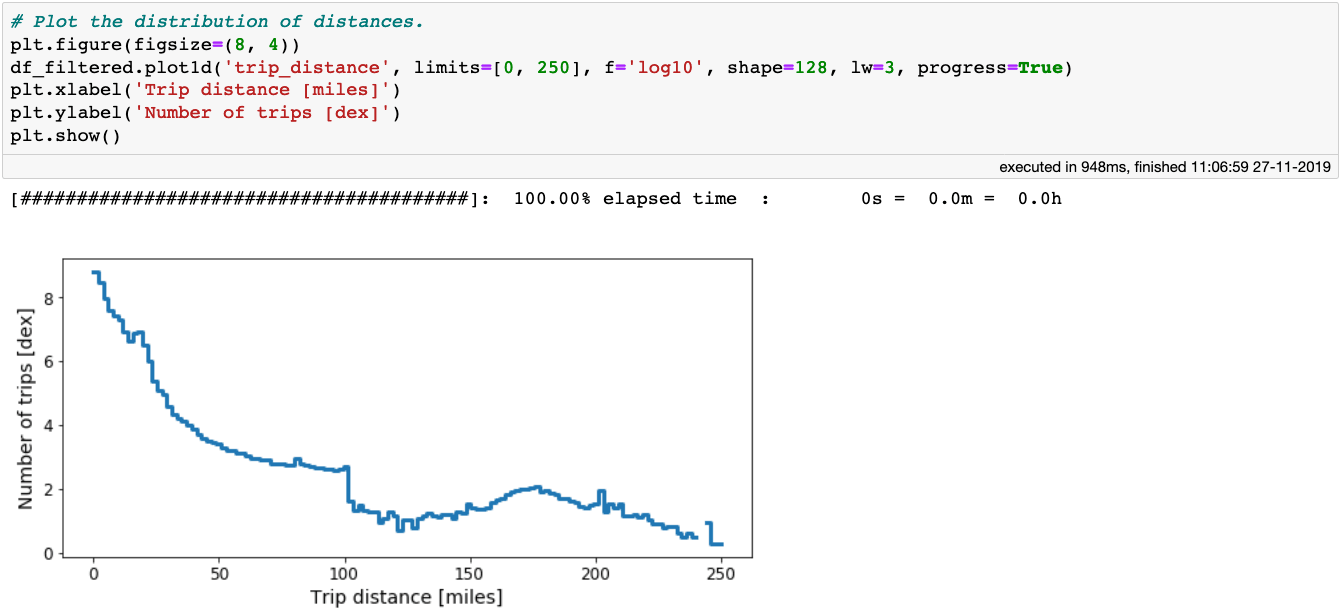 # Plot the distribution of distances.
plt.figure(figsize=(8, 4))
df_filtered.plot1d('trip_distance', limits=[0, 250], f='log10', shape=128, lw=3, progress=True)
plt.xlabel('Trip distance [miles]')
plt.ylabel('Number of trips [dex]')
plt.show()
executed in 948ms, finished 11:06:59 27-11-2019
[########################################]: 100.00% elapsed time : 0s = 0.0m = 0.0h
Number of trips [dex]
8
6
4
2
0
0 50 100 150 200 250
Trip distance [miles]